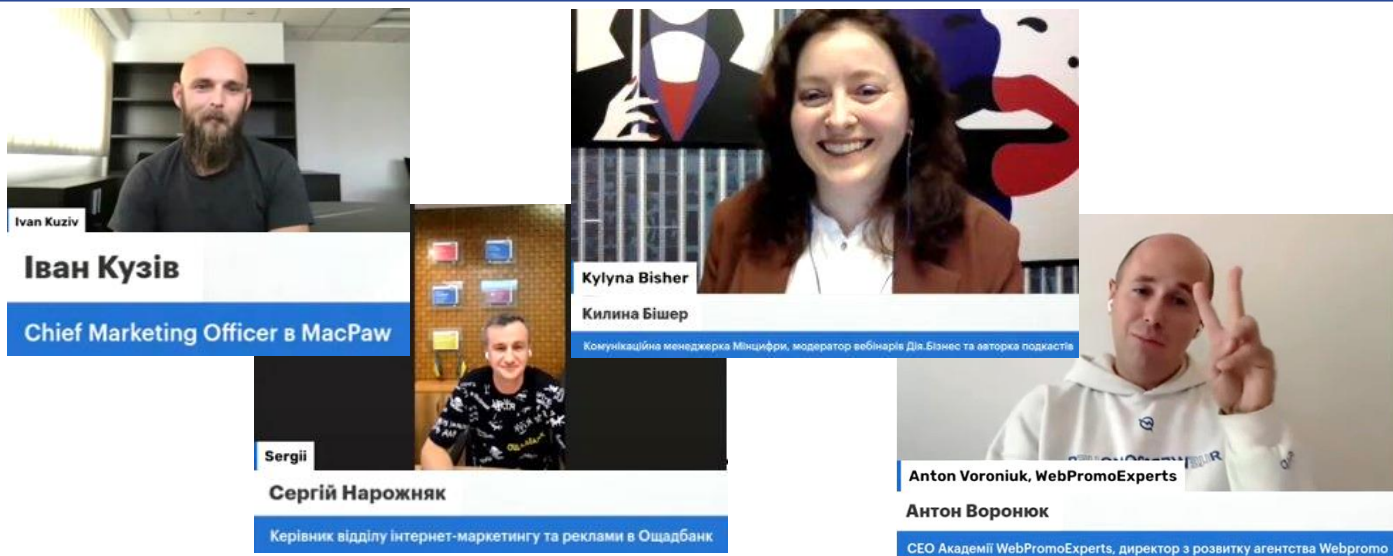 Ivan Kuziv
Іван Кузів
Chief Marketing Officer в MacPaw
Kylyna Bisher
Килина Бішер
Комунікаційна менеджерка Мінцифри, модератор вебінарів Дія.Бізнес та авторка подкастів
Sergii
Сергій Нарожняк
Керівник відділу інтернет-маркетингу та реклами в Ощадбанк
Anton Voroniuk, WebPromoExperts
Антон Воронюк
CEO Академії WebPromoExperts, директор з розвитку агентства Webpromo